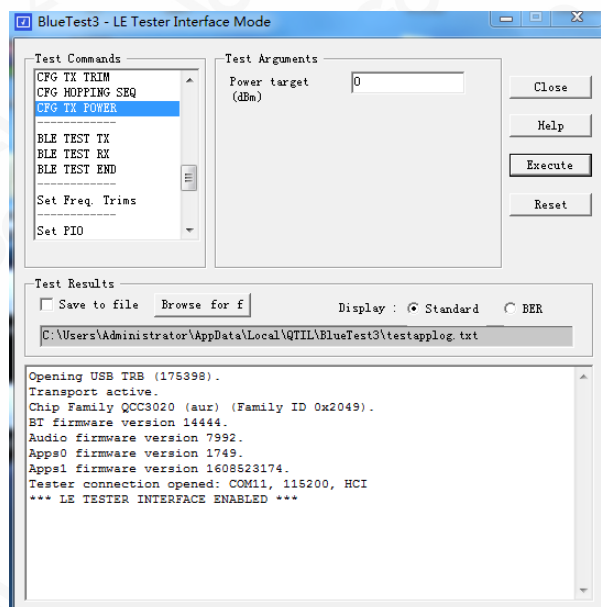 BlueTest3 - LE Tester Interface Mode
Test Commands
CFG TX TRIM
CFG HOPPING SEQ
CFG TX POWER
------------
BLE TEST TX
BLE TEST RX
BLE TEST END
------------
Set Freq. Trims
------------
Set PIO
Test Arguments
Power target
(dBm)
0
Close
Help
Execute
Reset
Test Results
Save to file
Browse for f
Display :
Standard
BER
C:\Users\Administrator\AppData\Local\QTIL\BlueTest3\testapplog.txt
Opening USB TRB (175398).
Transport active.
Chip Family QCC3020 (aur) (Family ID 0x2049).
BT firmware version 14444.
Audio firmware version 7992.
Apps0 firmware version 1749.
Apps1 firmware version 1608523174.
Tester connection opened: COM11, 115200, HCI
*** LE TESTER INTERFACE ENABLED ***